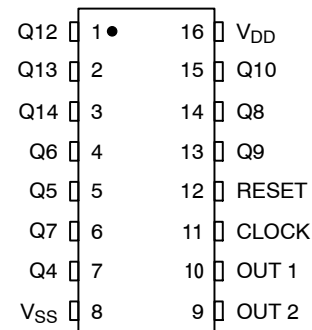 Q12 1 16 VDD
Q13 2 15 Q10
Q14 3 14 Q8
Q6 4 13 Q9
Q5 5 12 RESET
Q7 6 11 CLOCK
Q4 7 10 OUT 1
VSS 8 9 OUT 2